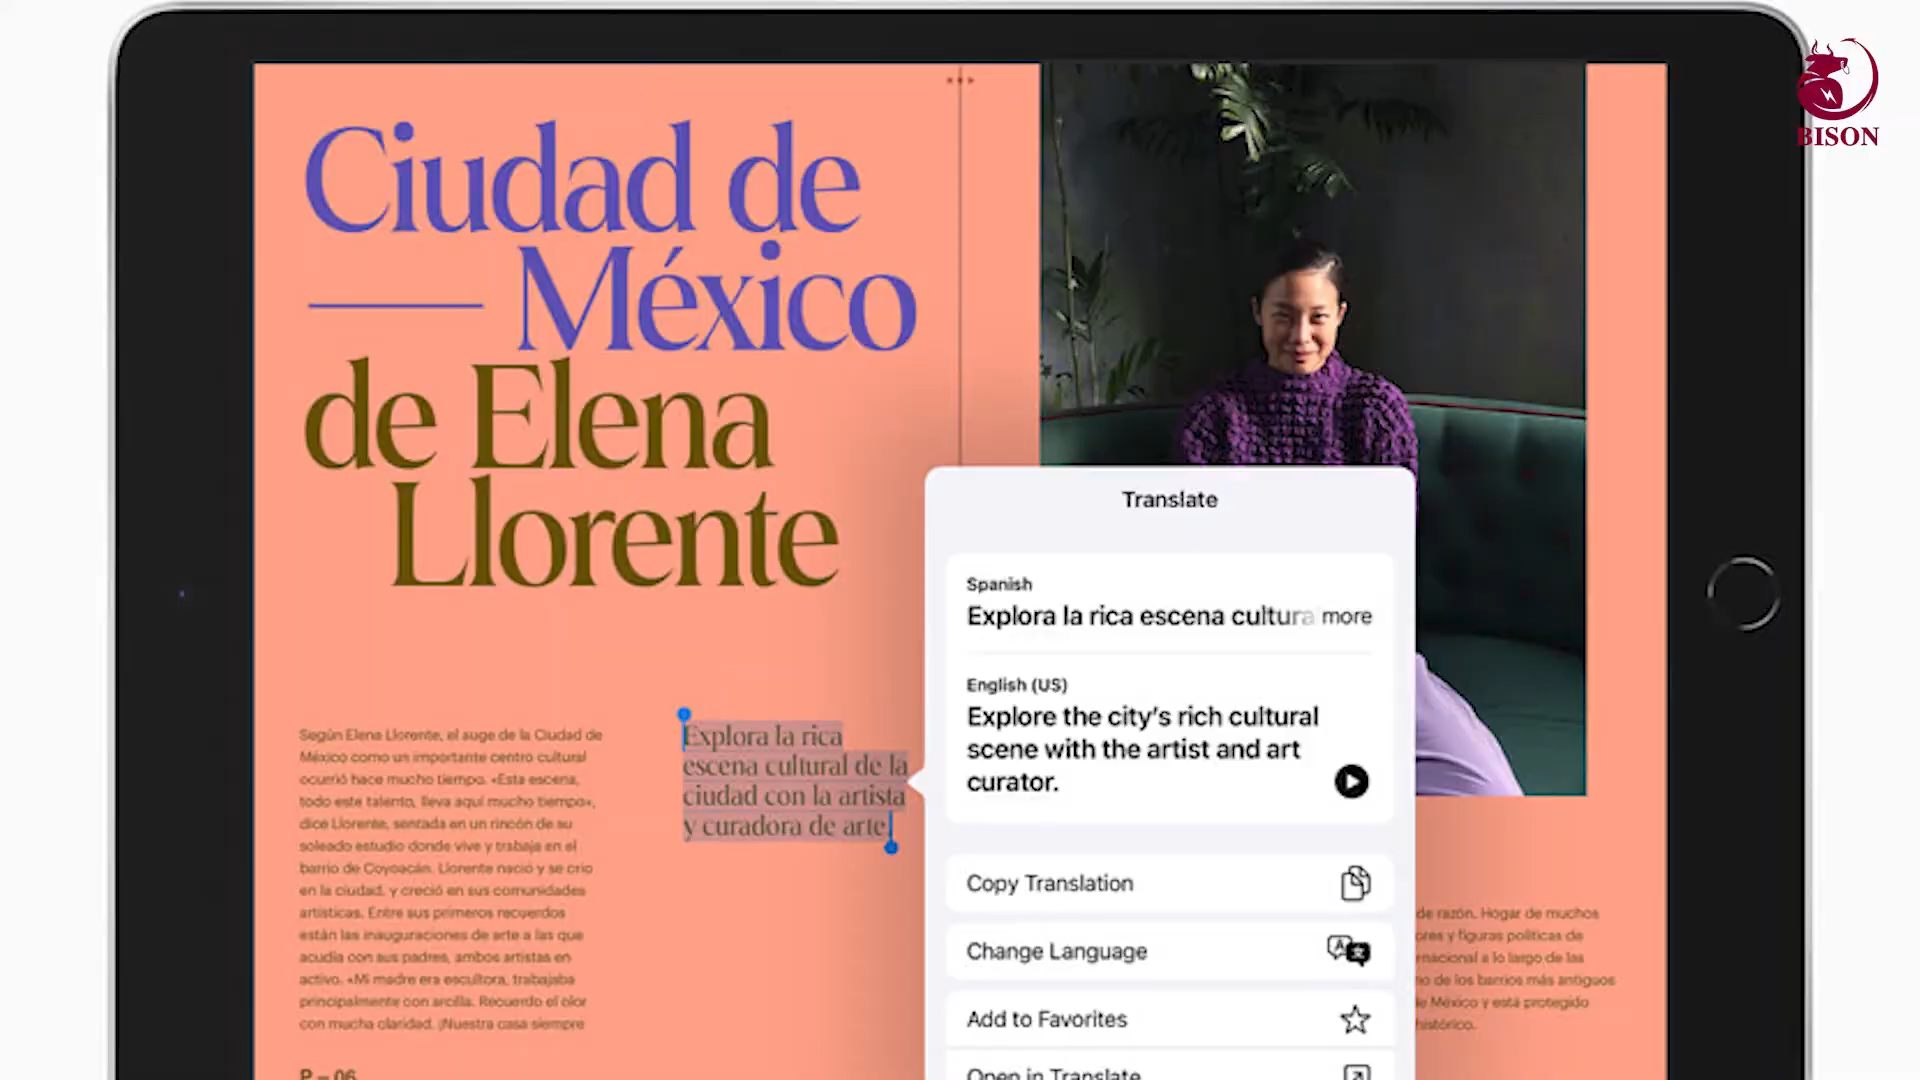 BISON
Ciudad de
México
de Elena
Llorente
Según Elena Llorente, el auge de la Ciudad de
México como un importante centro cultural
ocurrió hace mucho tiempo. «Esta escena,
todo este talento, lleva aquí mucho tiempo»,
dice Llorente, sentada en un rincón de su
soleado estudio donde vive y trabaja en el
barrio de Coyoacán. Llorente nació y se crio
en la ciudad, y creció en sus comunidades
artísticas. Entre sus primeros recuerdos
están las inauguraciones de arte a las que
acudía con sus padres, ambos artistas en
activo. «Mi madre era escultora, trabajaba
principalmente con arcilla. Recuerdo el olor
con mucha claridad. ¡Nuestra casa siempre
P – 06
Explora la rica
escena cultural de la
ciudad con la artista
y curadora de arte.
Translate
Spanish
Explora la rica escena cultura more
English (US)
Explore the city's rich cultural
scene with the artist and art
curator.
Copy Translation
Change Language
Add to Favorites
Open in Translate
de razón. Hogar de muchos
ores y figuras políticas de
rnacional a lo largo de las
no de los barrios más antiguos
de México y está protegido
histórico.